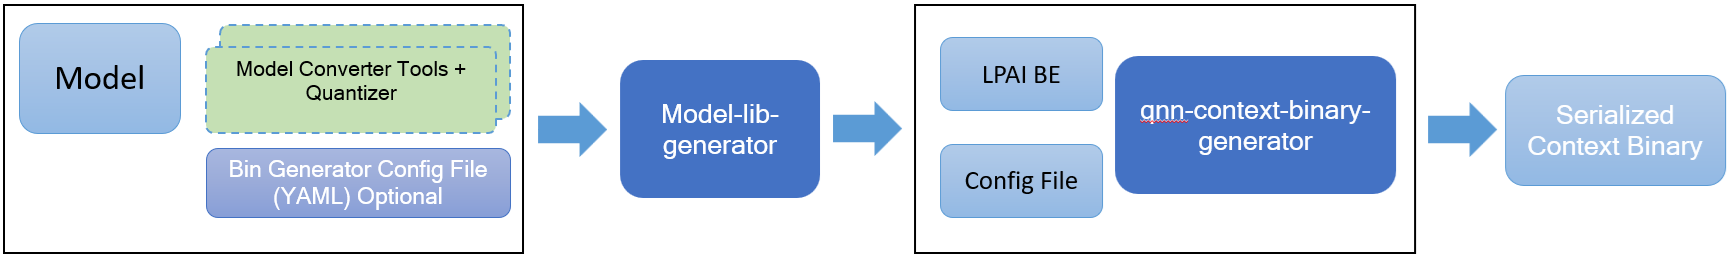 Model
Model Converter Tools +
Quantizer
Bin Generator Config File
(YAML) Optional
Model-lib-
generator
LPAI BE
Config File
qnn-context-binary-
generator
Serialized
Context Binary